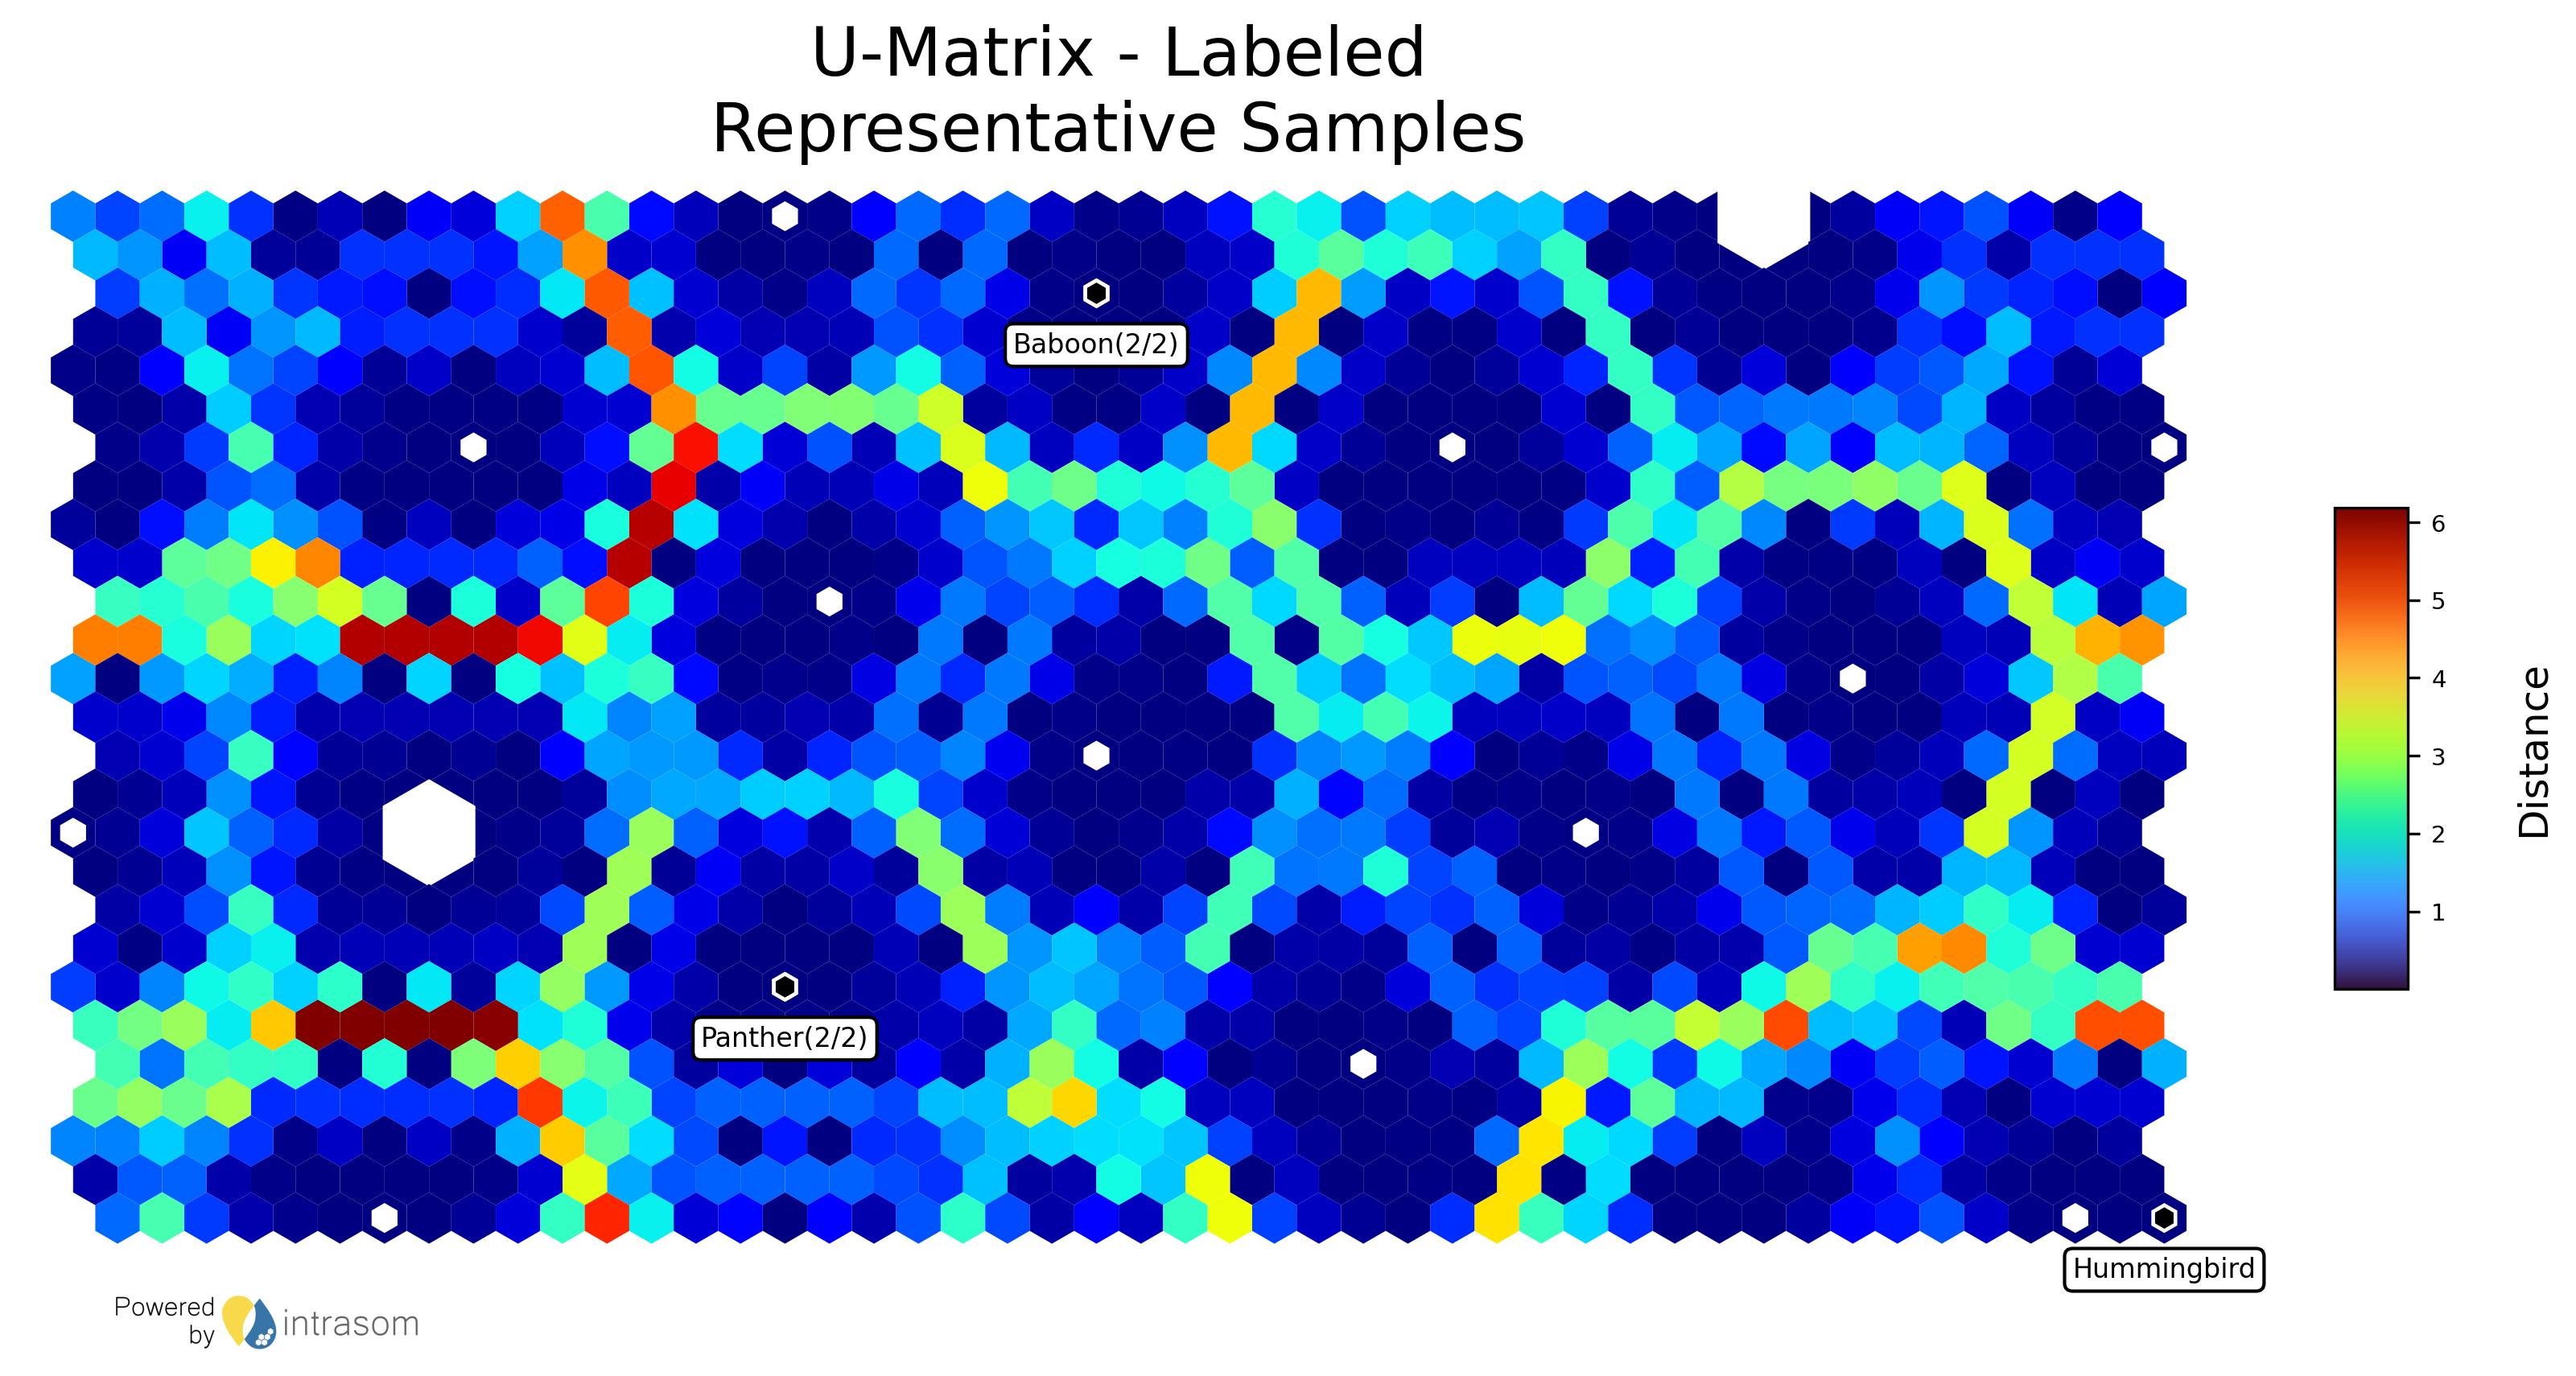 U-Matrix - Labeled
Representative Samples
Baboon(2/2)
Panther(2/2)
Hummingbird
6
5
4
3
2
1
Distance
Powered
by
intrasom